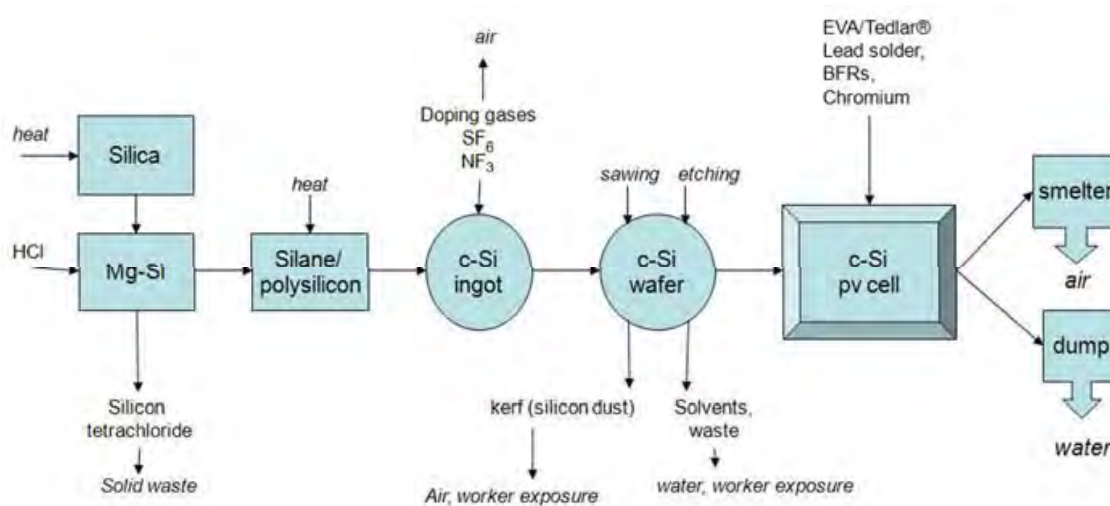 EVA/Tedlar®
Lead solder,
BFRs,
Chromium
air
Doping gases
SF6
NF3
heat
Silica
heat
sawing
etching
smelter
HCl
Mg-Si
Silane/
polysilicon
c-Si
ingot
c-Si
wafer
c-Si
pv cell
air
dump
water
Silicon
tetrachloride
Solid waste
kerf (silicon dust)
Air, worker exposure
Solvents,
waste
water, worker exposure